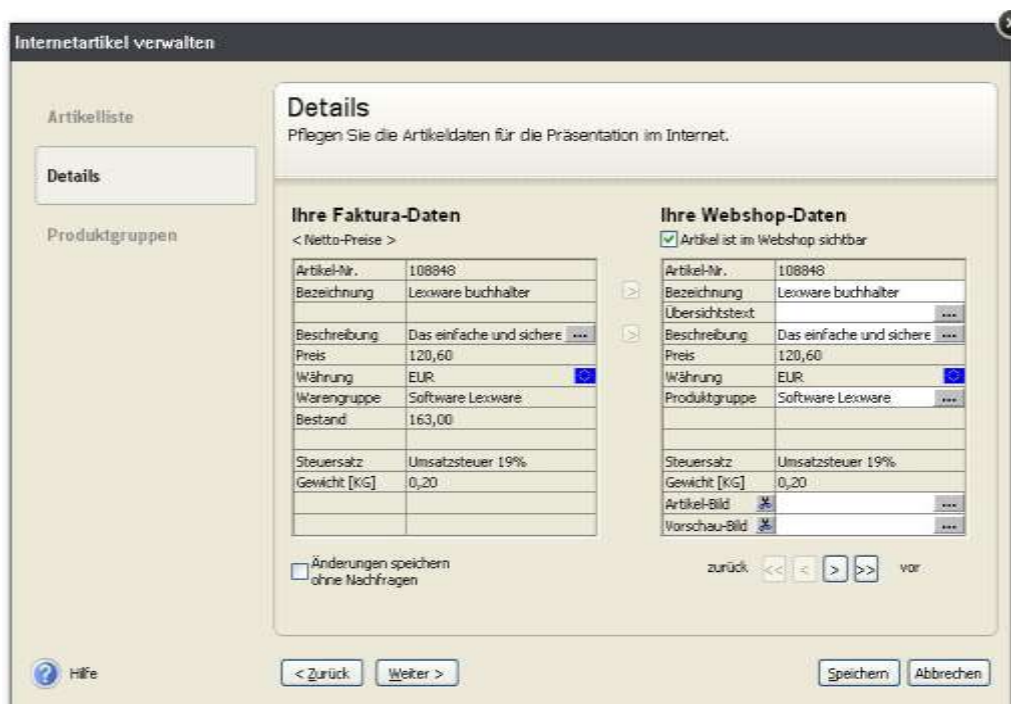 Internetartikel verwalten
Artikelliste
Details
Produktgruppen
Details
Pflegen Sie die Artikeldaten für die Präsentation im Internet.
Ihre Faktura-Daten
< Netto-Preise >
Artikel-Nr. 108848
Bezeichnung Lexware buchhalter
Beschreibung Das einfache und sichere ...
Preis 120,60
Währung EUR
Warengruppe Software Lexware
Bestand 163,00
Steuersatz Umsatzsteuer 19%
Gewicht [KG] 0,20
Änderungen speichern
ohne Nachfragen
>
>
Ihre Webshop-Daten
Artikel ist im Webshop sichtbar
Artikel-Nr. 108848
Bezeichnung Lexware buchhalter
Übersichtstext ...
Beschreibung Das einfache und sichere ...
Preis 120,60
Währung EUR
Produktgruppe Software Lexware ...
Steuersatz Umsatzsteuer 19%
Gewicht [KG] 0,20
Artikel-Bild ...
Vorschau-Bild ...
zurück << < > >> vor
? Hilfe
< Zurück Weiter > Speichern Abbrechen